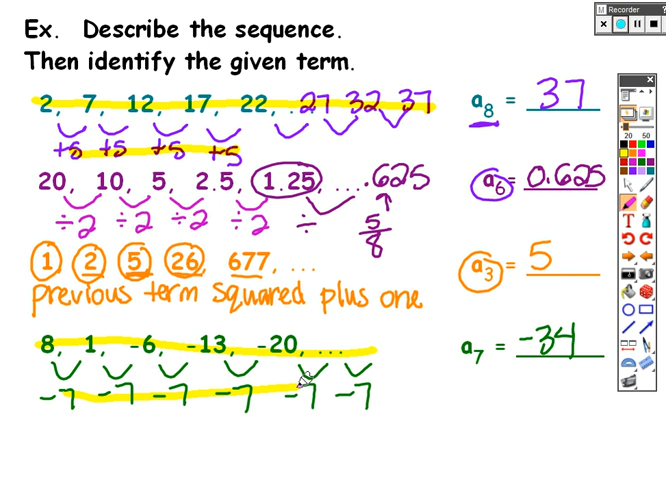 Ex. Describe the sequence.
Then identify the given term.
2, 7, 12, 17, 22, ...27 32 37
a8 = 37
+5 +5 +5 +5
20, 10, 5, 2.5, 1.25, ... .625
a6 = 0.625
÷2 ÷2 ÷2 ÷2 ÷ 5/8
1, 2, 5, 26, 677, ...
a3 = 5
previous term squared plus one
8, 1, -6, -13, -20, ...
a7 = -34
-7 -7 -7 -7 -7 -7
Recorder
20 50
T